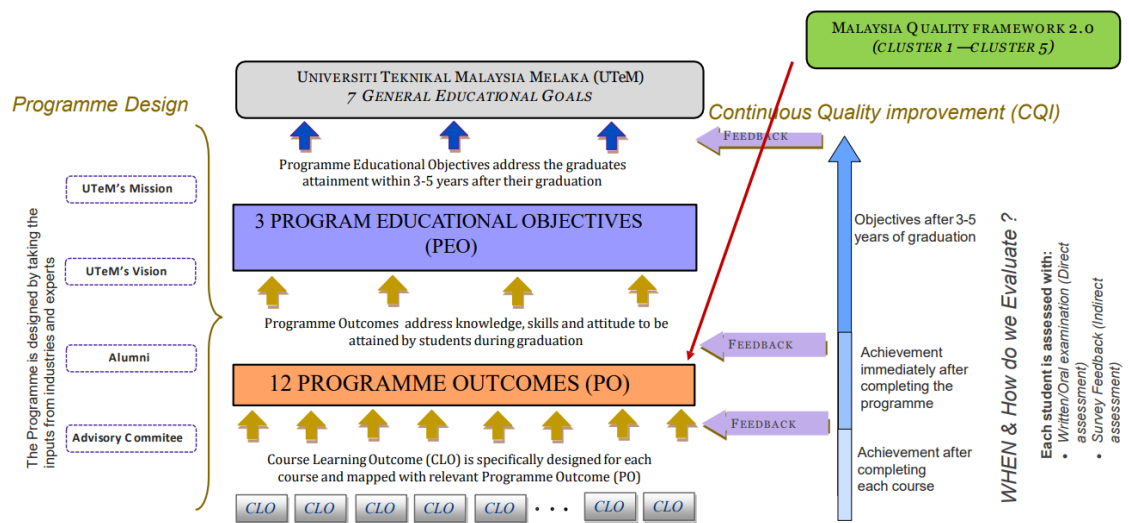 MALAYSIA QUALITY FRAMEWORK 2.0
(CLUSTER 1 —CLUSTER 5)
UNIVERSITI TEKNIKAL MALAYSIA MELAKA (UTeM)
7 GENERAL EDUCATIONAL GOALS
Programme Design
Continuous Quality improvement (CQI)
FEEDBACK
Programme Educational Objectives address the graduates
attainment within 3-5 years after their graduation
The Programme is designed by taking the
inputs from industries and experts
UTeM's Mission
UTeM's Vision
Alumni
Advisory Commitee
3 PROGRAM EDUCATIONAL OBJECTIVES
(PEO)
Objectives after 3-5
years of graduation
Programme Outcomes address knowledge, skills and attitude to be
attained by students during graduation
FEEDBACK
12 PROGRAMME OUTCOMES (PO)
Achievement
immediately after
completing the
programme
FEEDBACK
Course Learning Outcome (CLO) is specifically designed for each
course and mapped with relevant Programme Outcome (PO)
Achievement after
completing
each course
CLO CLO CLO CLO CLO • • • CLO CLO
WHEN & How do we Evaluate ?
Each student is assessed with:
• Written/Oral examination (Direct
assessment)
• Survey Feedback (Indirect
assessment)